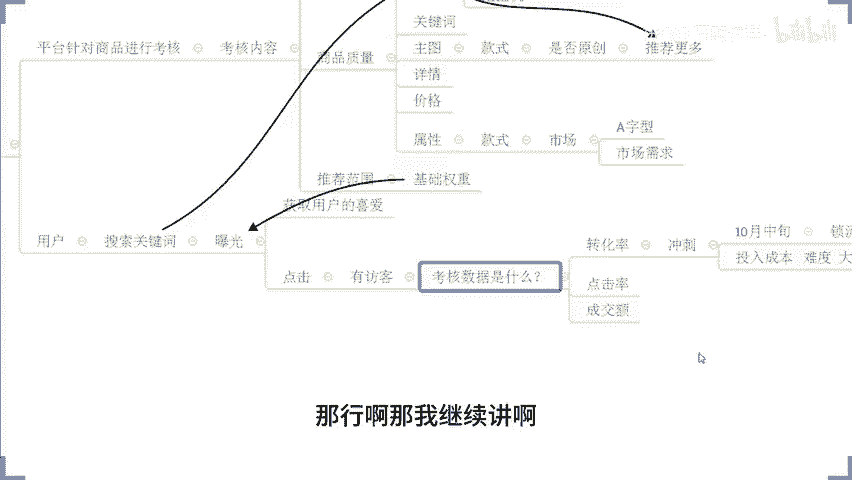 关键词
平台针对商品进行考核 考核内容 商品质量 主图 款式 是否原创 推荐更多
bilibili
详情
价格
属性 款式 市场 A字型
市场需求
推荐范围 基础权重
获取用户的喜爱
用户 搜索关键词 曝光
转化率 冲刺 10月中旬
投入成本 难度 大
点击 有访客 考核数据是什么?
点击率
成交额
那行啊那我继续讲啊